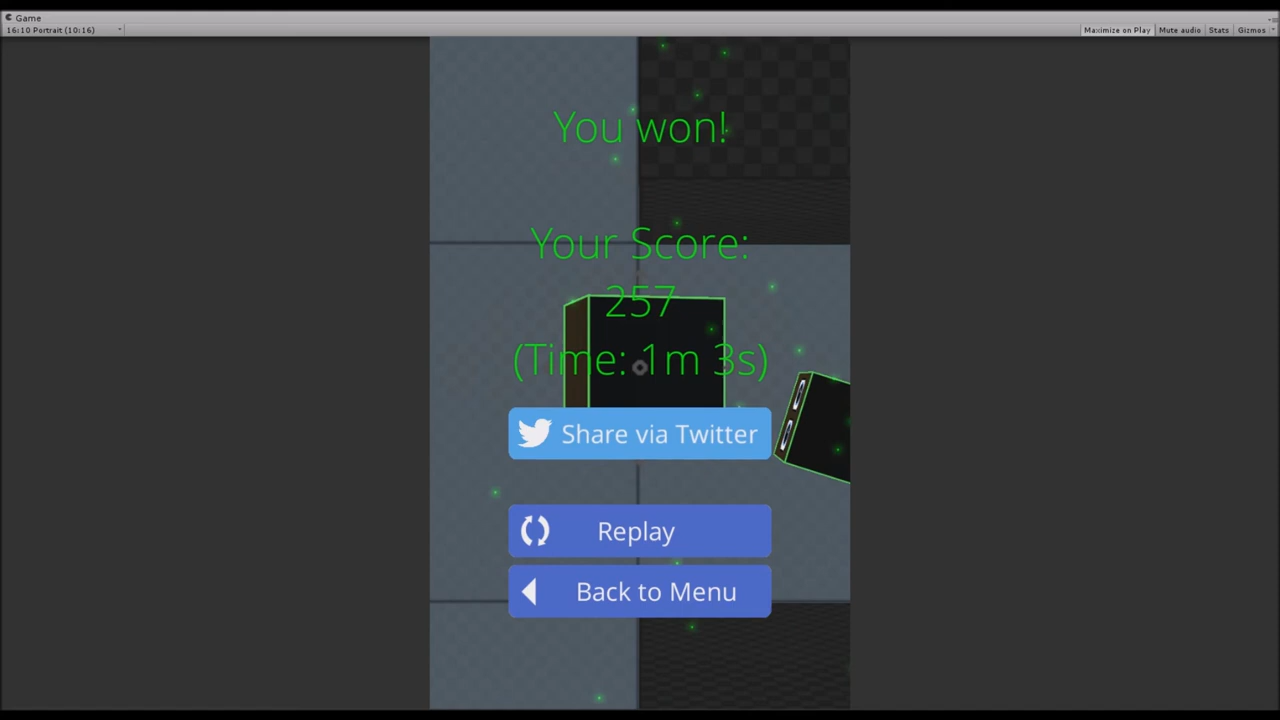 Game
16:10 Portrait (10:16)
Maximize on Play Mute audio Stats Gizmos
You won!
Your Score:
257
(Time: 1m 3s)
Share via Twitter
Replay
Back to Menu